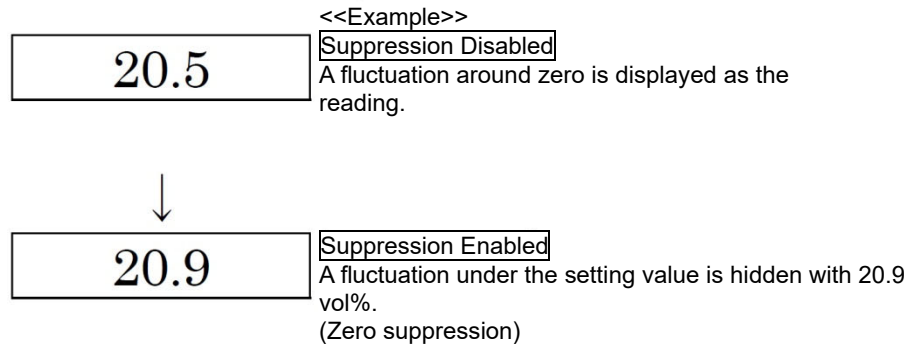 <<Example>>
Suppression Disabled
20.5
A fluctuation around zero is displayed as the
reading.
↓
Suppression Enabled
20.9
A fluctuation under the setting value is hidden with 20.9
vol%.
(Zero suppression)